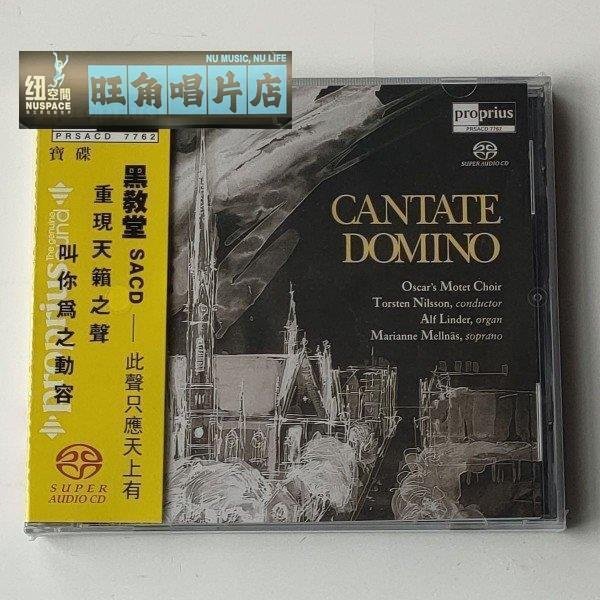 NU MUSIC, NU LIFE
纽空間
NUSPACE
旺角唱片店
PRSACD 7762
寶碟
黑教堂 SACD——此聲只應天上有
重現天籟之聲
叫你為之動容
The genuine
proprius sound
SUPER
AUDIO CD
proprius
PRSACD 7762
SUPER AUDIO CD
CANTATE
DOMINO
Oscar's Motet Choir
Torsten Nilsson, conductor
Alf Linder, organ
Marianne Mellnäs, soprano